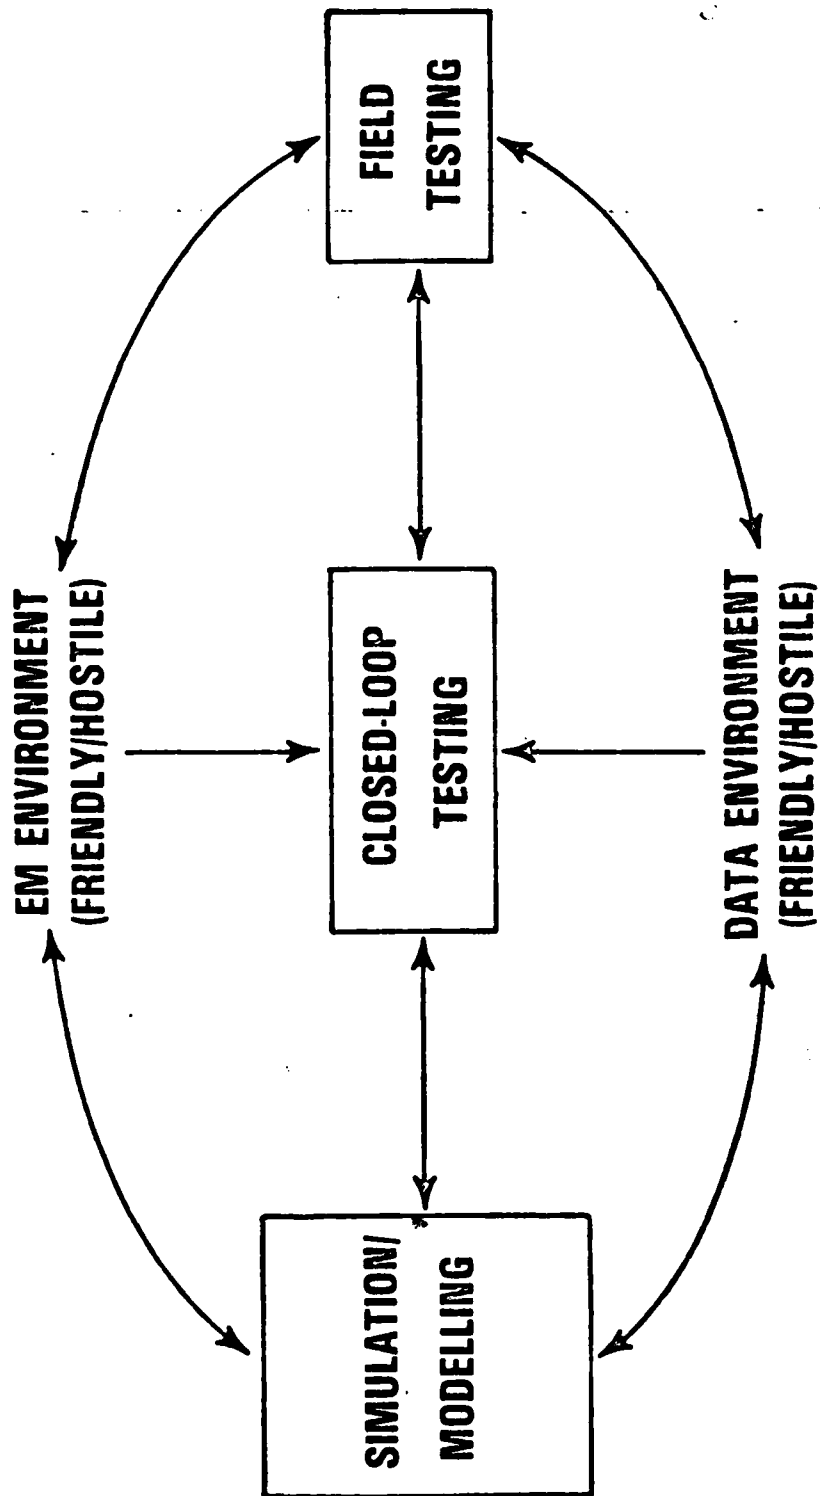 EM ENVIRONMENT
(FRIENDLY/HOSTILE)
SIMULATION/
MODELLING
CLOSED-LOOP
TESTING
FIELD
TESTING
DATA ENVIRONMENT
(FRIENDLY/HOSTILE)